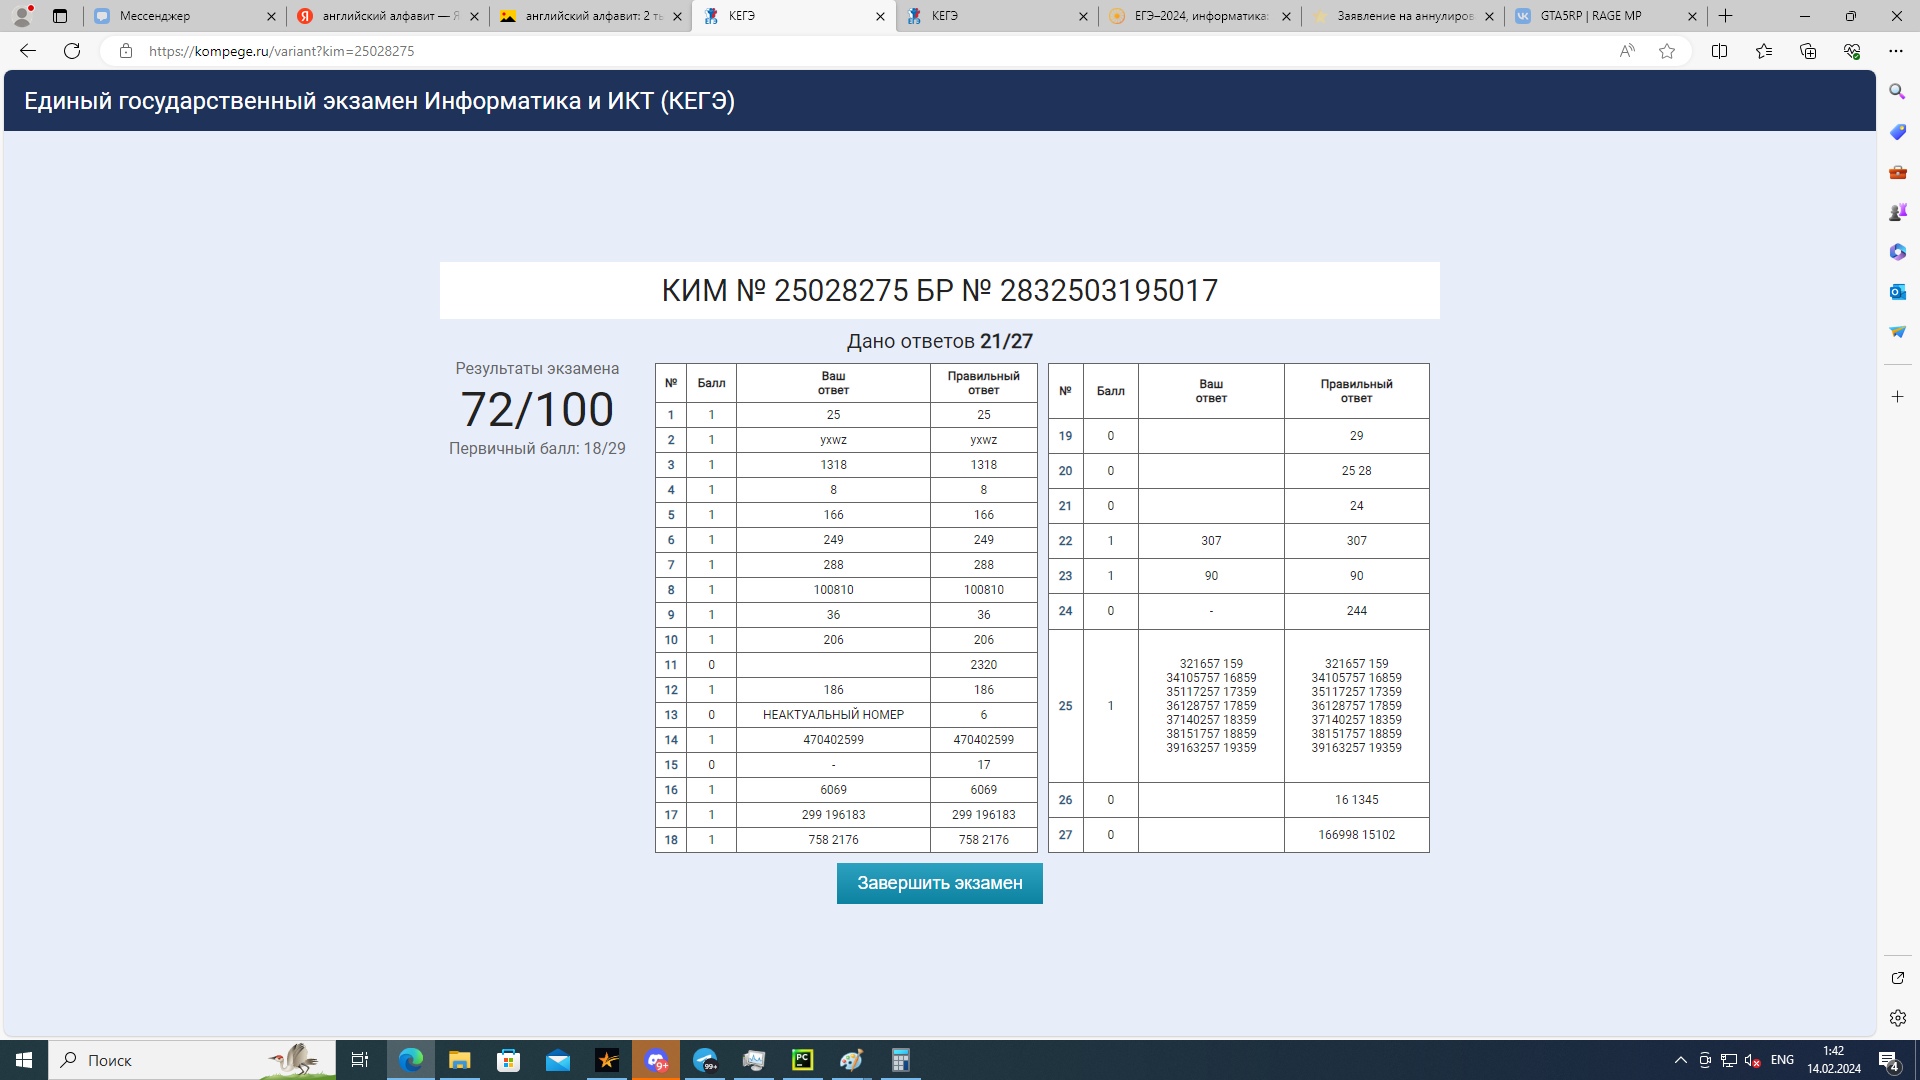 Мессенджер
английский алфавит — Я
английский алфавит: 2 ть
КЕГЭ
КЕГЭ
ЕГЭ–2024, информатика:
Заявление на аннулиров
GTA5RP | RAGE MP
https://kompege.ru/variant?kim=25028275
Единый государственный экзамен Информатика и ИКТ (КЕГЭ)
КИМ № 25028275 БР № 2832503195017
Дано ответов 21/27
Результаты экзамена
72/100
Первичный балл: 18/29
№ Балл Ваш ответ Правильный ответ
1 1 25 25
2 1 yxwz yxwz
3 1 1318 1318
4 1 8 8
5 1 166 166
6 1 249 249
7 1 288 288
8 1 100810 100810
9 1 36 36
10 1 206 206
11 0 2320
12 1 186 186
13 0 НЕАКТУАЛЬНЫЙ НОМЕР 6
14 1 470402599 470402599
15 0 - 17
16 1 6069 6069
17 1 299 196183 299 196183
18 1 758 2176 758 2176
№ Балл Ваш ответ Правильный ответ
19 0 29
20 0 25 28
21 0 24
22 1 307 307
23 1 90 90
24 0 - 244
25 1
321657 159 321657 159
34105757 16859 34105757 16859
35117257 17359 35117257 17359
36128757 17859 36128757 17859
37140257 18359 37140257 18359
38151757 18859 38151757 18859
39163257 19359 39163257 19359
26 0 16 1345
27 0 166998 15102
Завершить экзамен
Поиск
9+
99+
PC
ENG
1:42
14.02.2024
4